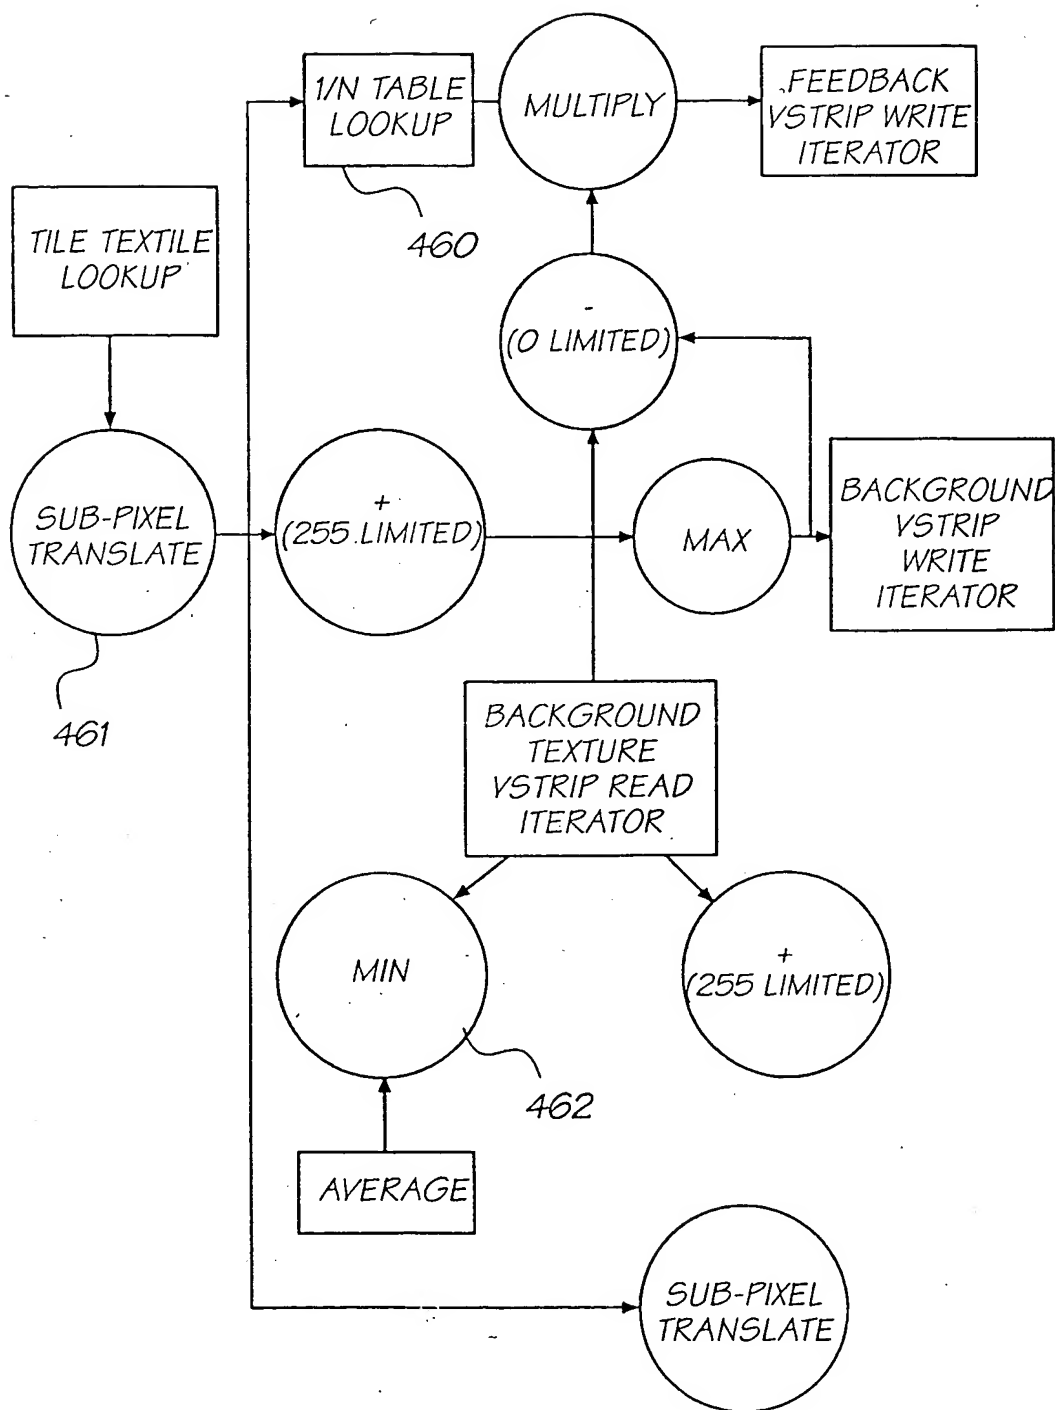 1/N TABLE
LOOKUP
MULTIPLY
FEEDBACK
VSTRIP WRITE
ITERATOR
460
TILE TEXTILE
LOOKUP
-
(0 LIMITED)
SUB-PIXEL
TRANSLATE
+
(255 LIMITED)
MAX
BACKGROUND
VSTRIP
WRITE
ITERATOR
461
BACKGROUND
TEXTURE
VSTRIP READ
ITERATOR
MIN
+
(255 LIMITED)
462
AVERAGE
SUB-PIXEL
TRANSLATE